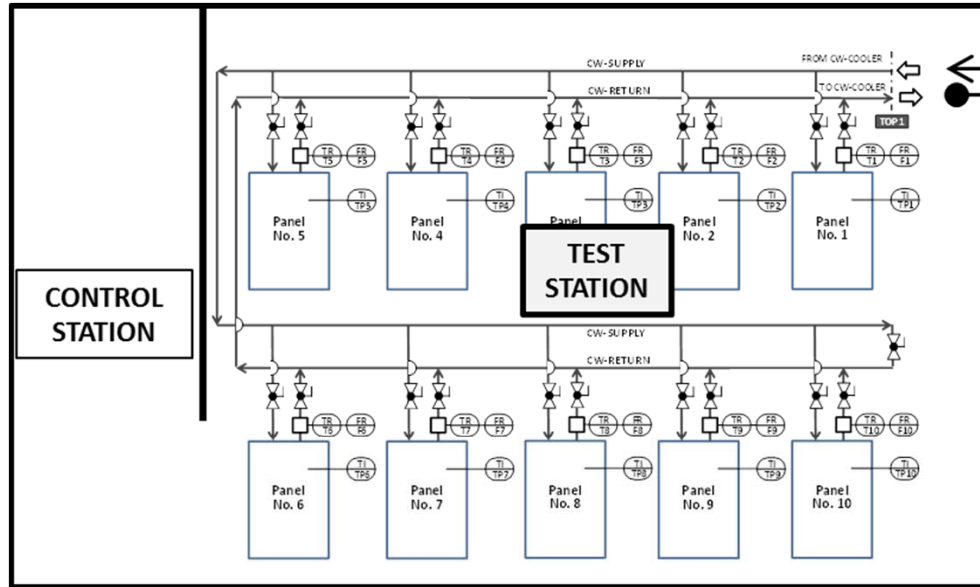 FROM CW-COOLER
CW-SUPPLY
TO CW-COOLER
CW-RETURN
TOP 1
TR T5 FR F5
TR T4 FR F4
TR T3 FR F3
TR T2 FR F2
TR T1 FR F1
TI TP5
TI TP4
TI TP3
TI TP2
TI TP1
Panel No. 5
Panel No. 4
Panel
No. 2
Panel No. 1
TEST
STATION
CONTROL
STATION
CW-SUPPLY
CW-RETURN
TR T6 FR F6
TR T7 FR F7
TR T8 FR F8
TR T9 FR F9
TR T10 FR F10
TI TP6
TI TP7
TI TP8
TI TP9
TI TP10
Panel No. 6
Panel No. 7
Panel No. 8
Panel No. 9
Panel No. 10